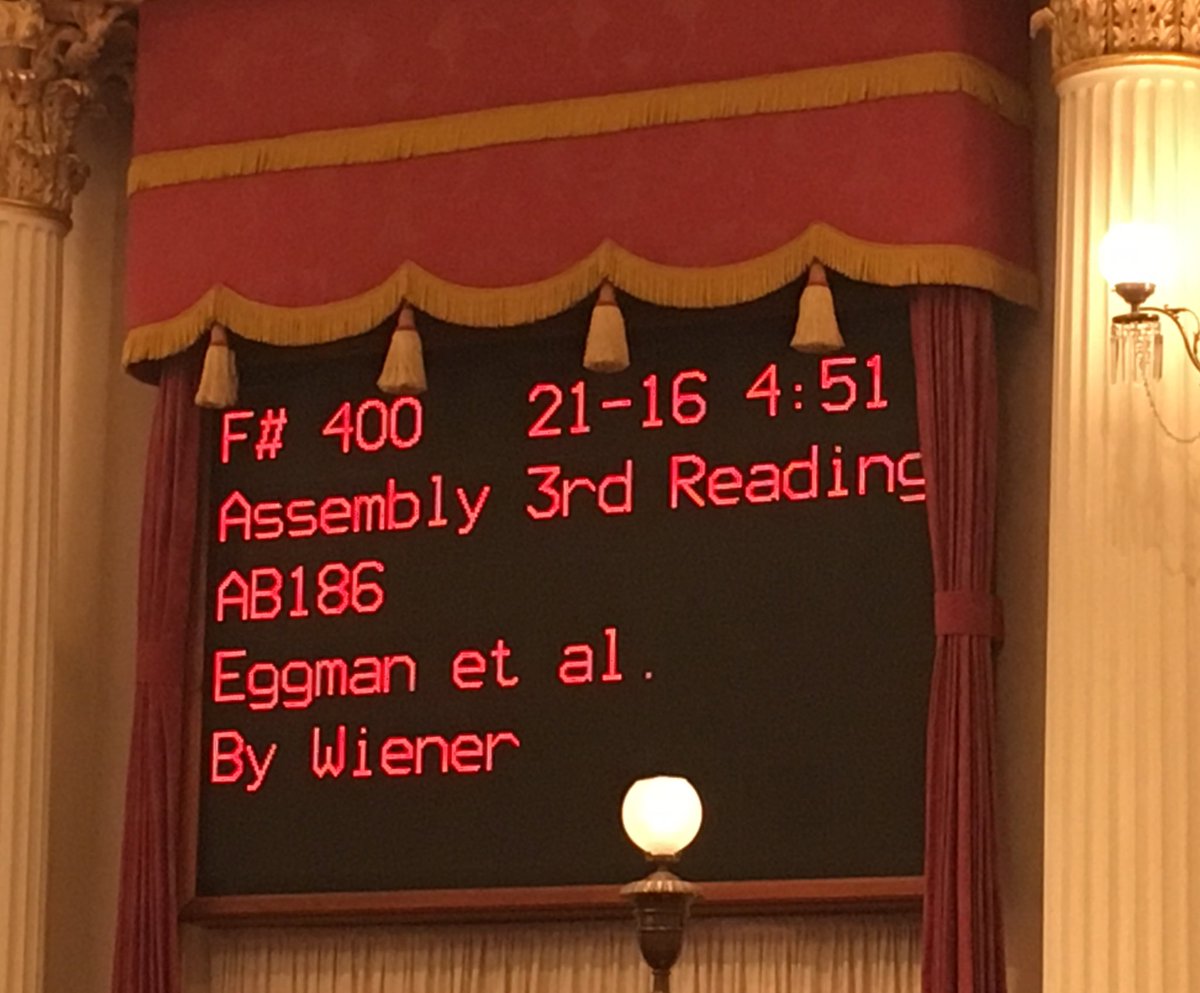 F# 400 21-16 4:51
Assembly 3rd Reading
AB186
Eggman et al.
By Wiener